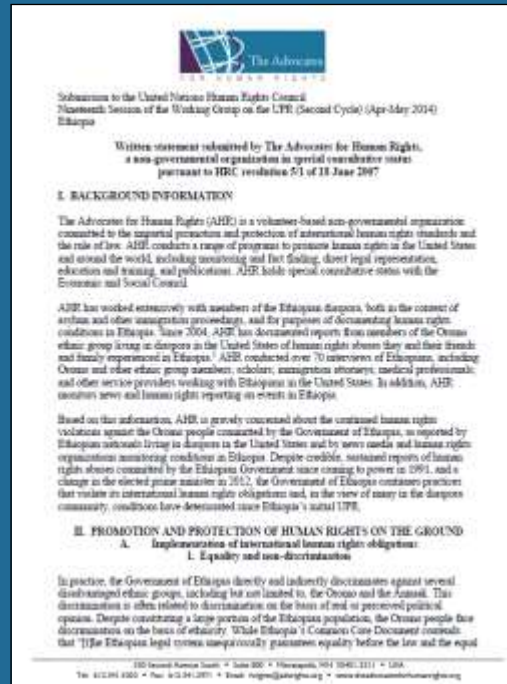 The Advocates
FOR HUMAN RIGHTS
Submission to the United Nations Human Rights Council
Nineteenth Session of the Working Group on the UPR (Second Cycle) (Apr-May 2014)
Ethiopia
Written statement submitted by The Advocates for Human Rights,
a non-governmental organization in special consultative status
pursuant to HRC resolution 5/1 of 18 June 2007
I. BACKGROUND INFORMATION
The Advocates for Human Rights (AHR) is a volunteer-based non-governmental organization
committed to the impartial promotion and protection of international human rights standards and
the rule of law. AHR conducts a range of programs to promote human rights in the United States
and around the world, including monitoring and fact finding, direct legal representation,
education and training, and publications. AHR holds special consultative status with the
Economic and Social Council.
AHR has worked extensively with members of the Ethiopian diaspora, both in the context of
asylum and other immigration proceedings, and for purposes of documenting human rights
conditions in Ethiopia. Since 2004, AHR has documented reports from members of the Oromo
ethnic group living in diaspora in the United States of human rights abuses they and their friends
and family experienced in Ethiopia. AHR conducted over 70 interviews of Ethiopians, including
Oromo and other ethnic group members, scholars, immigration attorneys, medical professionals,
and other service providers working with Ethiopians in the United States. In addition, AHR
monitors news and human rights reporting on events in Ethiopia.
Based on this information, AHR is gravely concerned about the continued human rights
violations against the Oromo people committed by the Government of Ethiopia, as reported by
Ethiopian nationals living in diaspora in the United States and by news media and human rights
organizations monitoring conditions in Ethiopia. Despite credible, sustained reports of human
rights abuses committed by the Ethiopian Government since coming to power in 1991, and a
change in the elected prime minister in 2012, the Government of Ethiopia continues practices
that violate its international human rights obligations and, in the view of many in the diaspora
community, conditions have deteriorated since Ethiopia's initial UPR.
II. PROMOTION AND PROTECTION OF HUMAN RIGHTS ON THE GROUND
A. Implementation of international human rights obligations
1. Equality and non-discrimination
In practice, the Government of Ethiopia directly and indirectly discriminates against several
disadvantaged ethnic groups, including but not limited to, the Oromo and the Annuak. This
discrimination is often related to discrimination on the basis of real or perceived political
opinion. Despite constituting a large portion of the Ethiopian population, the Oromo people face
discrimination on the basis of ethnicity. While Ethiopia's Common Core Document contends
that "[t]he Ethiopian legal system unequivocally guarantees equality before the law and the equal
330 Second Avenue South • Suite 800 • Minneapolis, MN 55401 • USA